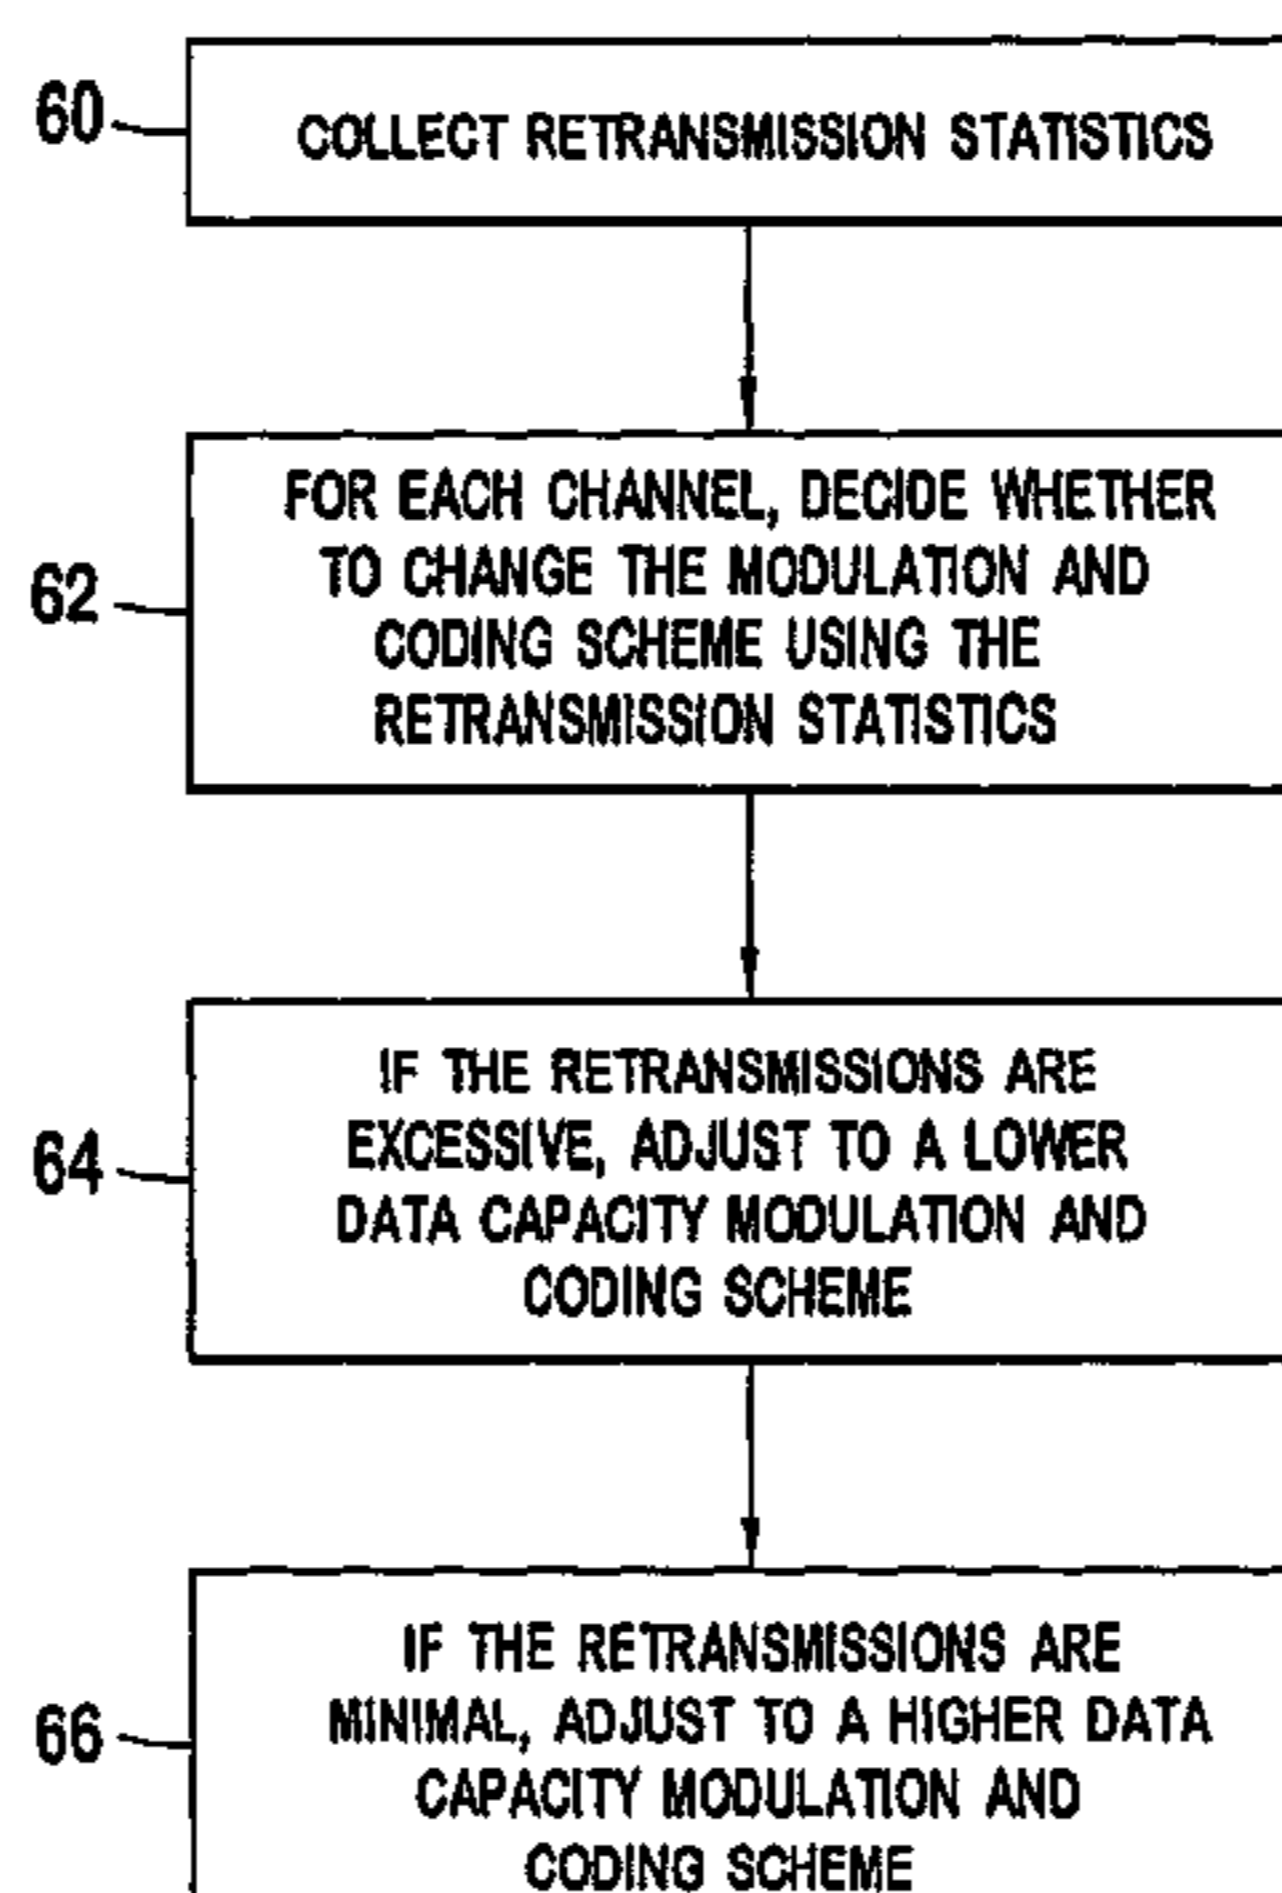 60
COLLECT RETRANSMISSION STATISTICS
62
FOR EACH CHANNEL, DECIDE WHETHER
TO CHANGE THE MODULATION AND
CODING SCHEME USING THE
RETRANSMISSION STATISTICS
64
IF THE RETRANSMISSIONS ARE
EXCESSIVE, ADJUST TO A LOWER
DATA CAPACITY MODULATION AND
CODING SCHEME
66
IF THE RETRANSMISSIONS ARE
MINIMAL, ADJUST TO A HIGHER DATA
CAPACITY MODULATION AND
CODING SCHEME